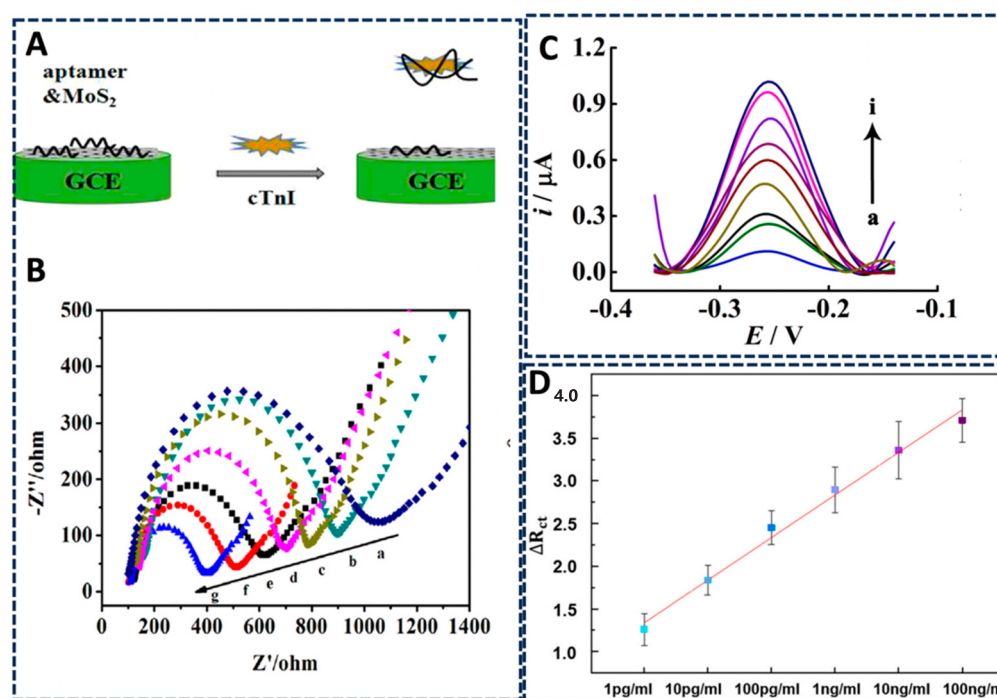 A
aptamer
&MoS2
GCE
cTnI
GCE
B
500
400
300
200
100
0
-Z''/ohm
0 200 400 600 800 1000 1200 1400
Z'/ohm
g f e d c b a
C
1.2
0.9
0.6
0.3
0.0
i / μA
i
a
-0.4 -0.3 -0.2 -0.1
E / V
D
4.0
3.5
3.0
2.5
2.0
1.5
1.0
ΔRct
1pg/ml 10pg/ml 100pg/ml 1ng/ml 10ng/ml 100ng/m